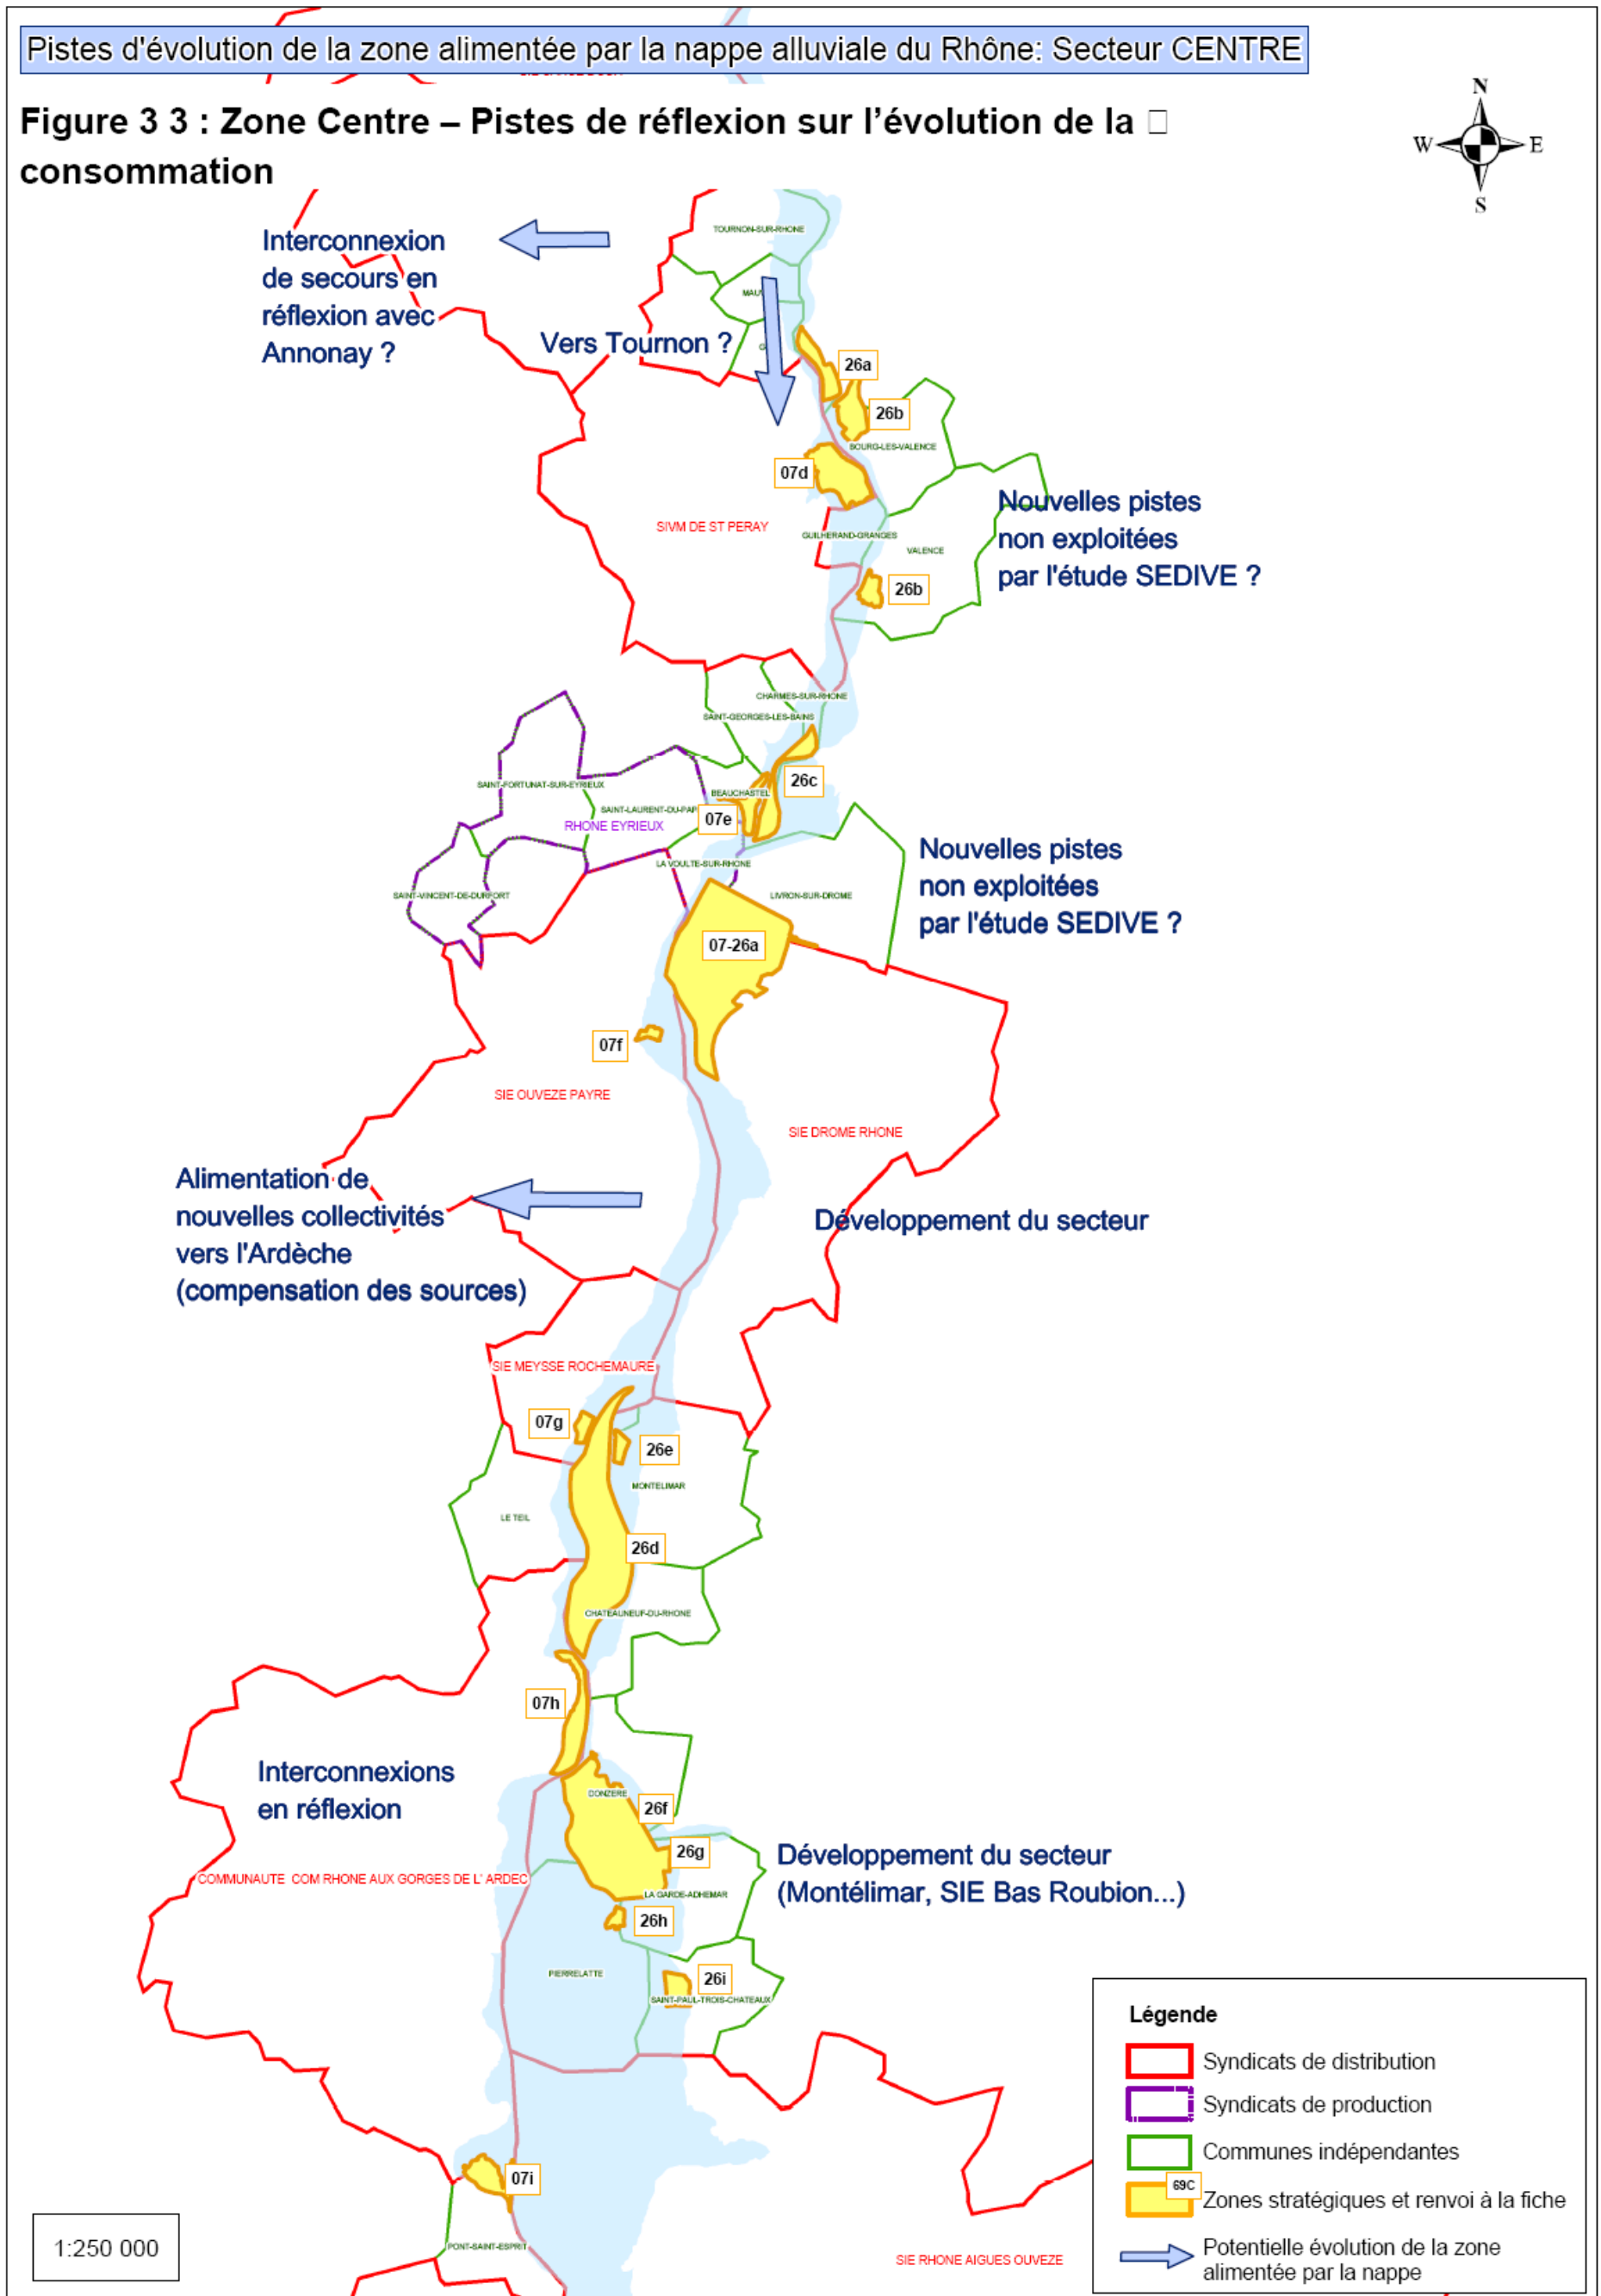 Pistes d'évolution de la zone alimentée par la nappe alluviale du Rhône: Secteur CENTRE
Figure 3 3 : Zone Centre – Pistes de réflexion sur l'évolution de la □
consommation
N
W
E
S
TOURNON-SUR-RHONE
Interconnexion
de secours en
réflexion avec
Annonay ?
MAUV
Vers Tournon ?
G
26a
26b
BOURG-LES-VALENCE
07d
Nouvelles pistes
non exploitées
par l'étude SEDIVE ?
SIVM DE ST PERAY
GUILHERAND-GRANGES
VALENCE
26b
CHARMES-SUR-RHONE
SAINT-GEORGES-LES-BAINS
26c
SAINT-FORTUNAT-SUR-EYRIEUX
BEAUCHASTEL
SAINT-LAURENT-DU-PAP
07e
RHONE EYRIEUX
LA VOULTE-SUR-RHONE
Nouvelles pistes
non exploitées
par l'étude SEDIVE ?
SAINT-VINCENT-DE-DURFORT
LIVRON-SUR-DROME
07-26a
07f
SIE OUVEZE PAYRE
SIE DROME RHONE
Alimentation de
nouvelles collectivités
vers l'Ardèche
(compensation des sources)
Développement du secteur
SIE MEYSSE ROCHEMAURE
07g
26e
MONTELIMAR
LE TEIL
26d
CHATEAUNEUF-DU-RHONE
07h
Interconnexions
en réflexion
DONZERE
26f
26g
Développement du secteur
(Montélimar, SIE Bas Roubion...)
COMMUNAUTE COM RHONE AUX GORGES DE L' ARDEC
LA GARDE-ADHEMAR
26h
PIERRELATTE
26i
SAINT-PAUL-TROIS-CHATEAUX
07i
PONT-SAINT-ESPRIT
SIE RHONE AIGUES OUVEZE
1:250 000
Légende
Syndicats de distribution
Syndicats de production
Communes indépendantes
69C
Zones stratégiques et renvoi à la fiche
Potentielle évolution de la zone
alimentée par la nappe